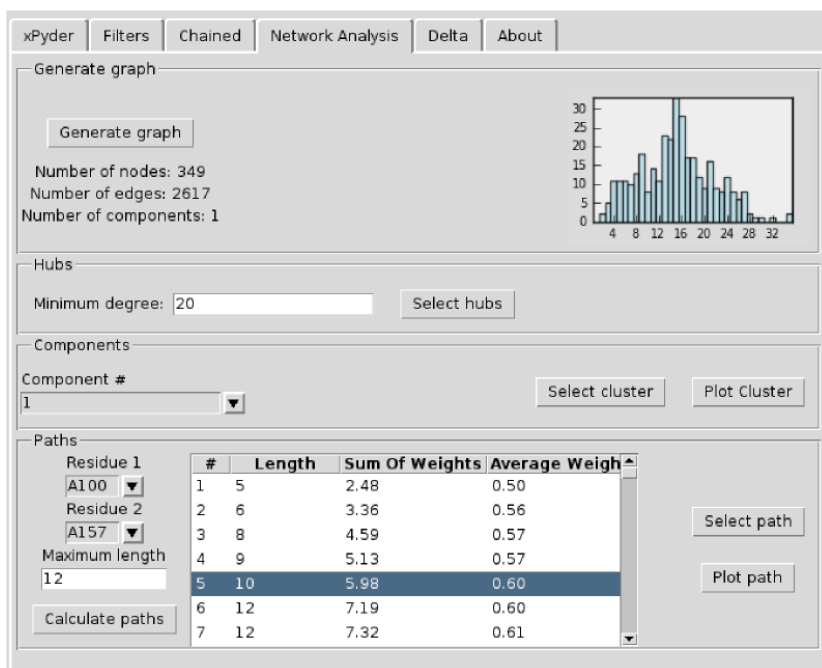 xPyder Filters Chained Network Analysis Delta About
Generate graph
Generate graph
Number of nodes: 349
Number of edges: 2617
Number of components: 1
30
25
20
15
10
5
0
4 8 12 16 20 24 28 32
Hubs
Minimum degree: 20 Select hubs
Components
Component #
1 Select cluster Plot Cluster
Paths
Residue 1
A100
Residue 2
A157
Maximum length
12
Calculate paths
# Length Sum Of Weights Average Weigh
1 5 2.48 0.50
2 6 3.36 0.56
3 8 4.59 0.57
4 9 5.13 0.57
5 10 5.98 0.60
6 12 7.19 0.60
7 12 7.32 0.61
Select path
Plot path